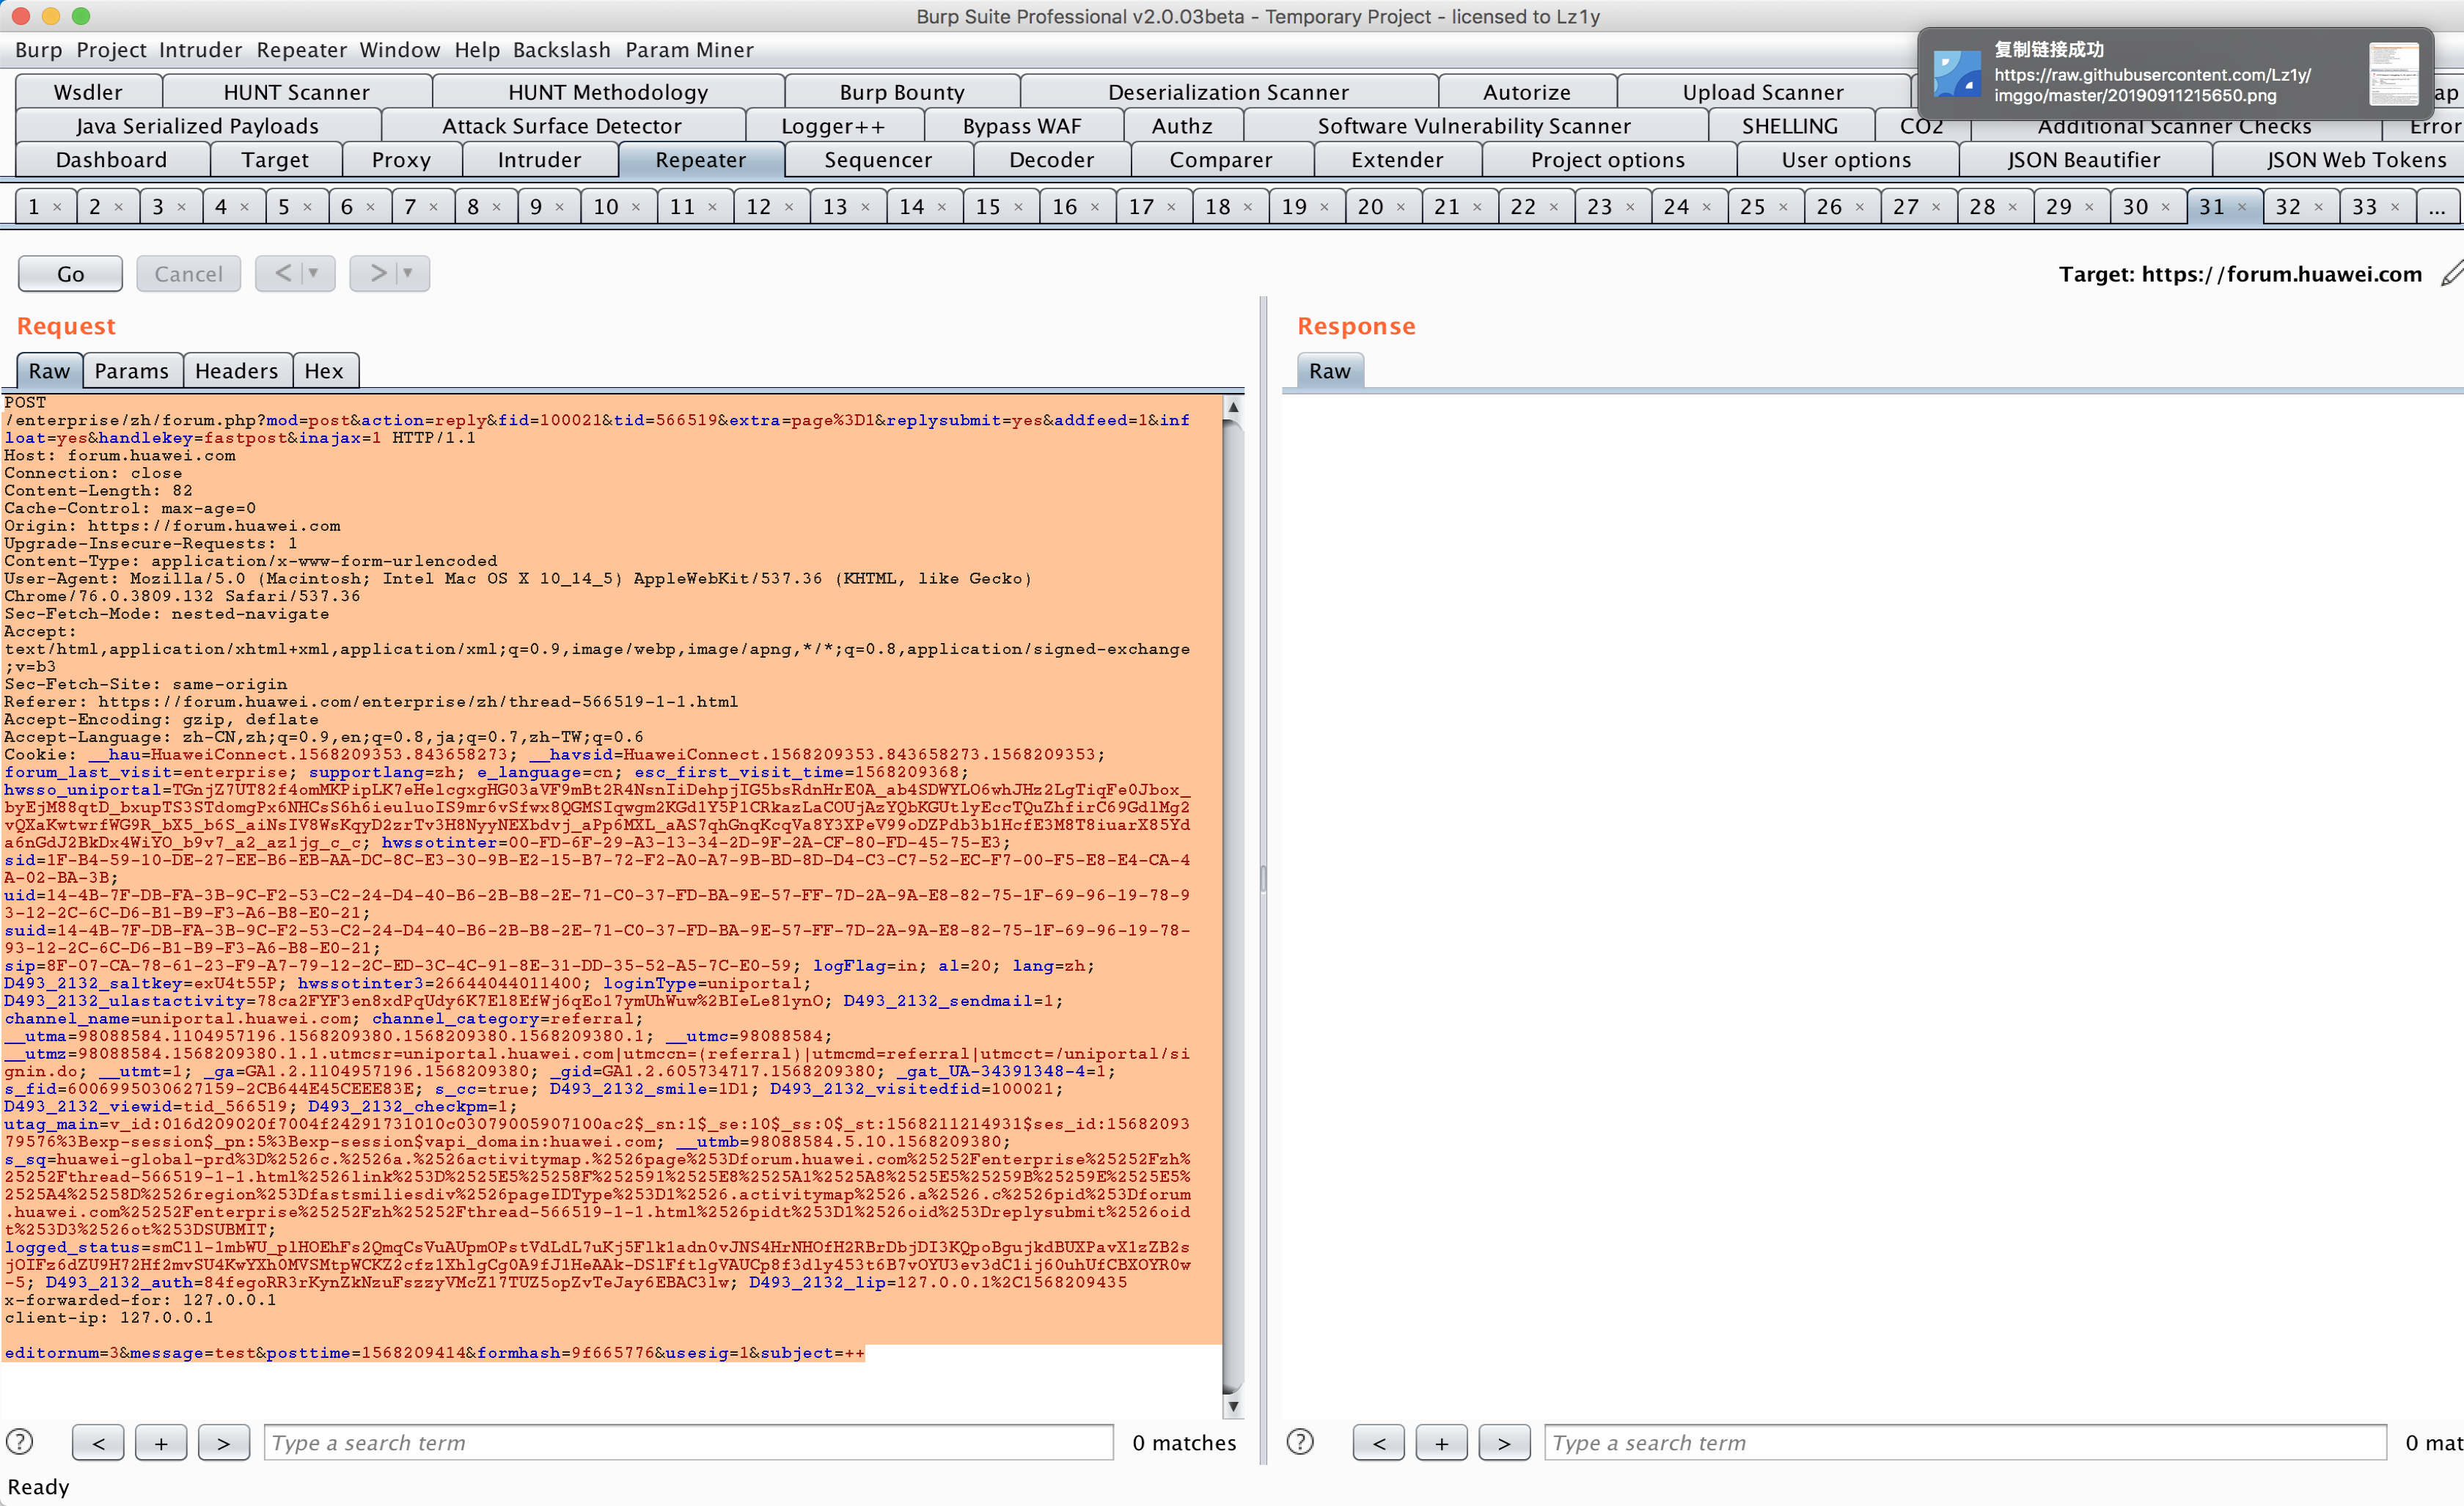 Burp Suite Professional v2.0.03beta - Temporary Project - licensed to Lz1y
Burp Project Intruder Repeater Window Help Backslash Param Miner
复制链接成功
https://raw.githubusercontent.com/Lz1y/
imggo/master/20190911215650.png
Wsdler HUNT Scanner HUNT Methodology Burp Bounty Deserialization Scanner Autorize Upload Scanner
Java Serialized Payloads Attack Surface Detector Logger++ Bypass WAF Authz Software Vulnerability Scanner SHELLING CO2 Additional Scanner Checks Error
Dashboard Target Proxy Intruder Repeater Sequencer Decoder Comparer Extender Project options User options JSON Beautifier JSON Web Tokens
1 × 2 × 3 × 4 × 5 × 6 × 7 × 8 × 9 × 10 × 11 × 12 × 13 × 14 × 15 × 16 × 17 × 18 × 19 × 20 × 21 × 22 × 23 × 24 × 25 × 26 × 27 × 28 × 29 × 30 × 31 × 32 × 33 × ...
Go Cancel < > Target: https://forum.huawei.com
Request
Raw Params Headers Hex
POST
/enterprise/zh/forum.php?mod=post&action=reply&fid=100021&tid=566519&extra=page%3D1&replysubmit=yes&addfeed=1&inf
loat=yes&handlekey=fastpost&inajax=1 HTTP/1.1
Host: forum.huawei.com
Connection: close
Content-Length: 82
Cache-Control: max-age=0
Origin: https://forum.huawei.com
Upgrade-Insecure-Requests: 1
Content-Type: application/x-www-form-urlencoded
User-Agent: Mozilla/5.0 (Macintosh; Intel Mac OS X 10_14_5) AppleWebKit/537.36 (KHTML, like Gecko)
Chrome/76.0.3809.132 Safari/537.36
Sec-Fetch-Mode: nested-navigate
Accept:
text/html,application/xhtml+xml,application/xml;q=0.9,image/webp,image/apng,*/*;q=0.8,application/signed-exchange
;v=b3
Sec-Fetch-Site: same-origin
Referer: https://forum.huawei.com/enterprise/zh/thread-566519-1-1.html
Accept-Encoding: gzip, deflate
Accept-Language: zh-CN,zh;q=0.9,en;q=0.8,ja;q=0.7,zh-TW;q=0.6
Cookie: __hau=HuaweiConnect.1568209353.843658273; __havsid=HuaweiConnect.1568209353.843658273.1568209353;
forum_last_visit=enterprise; supportlang=zh; e_language=cn; esc_first_visit_time=1568209368;
hwsso_uniportal=TGnjZ7UT82f4omMKPipLK7eHelcgxgHG03aVF9mBt2R4NsnIiDehpjIG5bsRdnHrE0A_ab4SDWYLO6whJHz2LgTiqFe0Jbox_
byEjM88qtD_bxupTS3STdomgPx6NHCsS6h6ieuluoIS9mr6vSfwx8QGMSIqwgm2KGd1Y5P1CRkazLaCOUjAzYQbKGUtlyEccTQuZhfirC69GdlMg2
vQXaKwtwrfWG9R_bX5_b6S_aiNsIV8WsKqyD2zrTv3H8NyyNEXbdvj_aPp6MXL_aAS7qhGnqKcqVa8Y3XPeV99oDZPdb3b1HcfE3M8T8iuarX85Yd
a6nGdJ2BkDx4WiYO_b9v7_a2_az1jg_c_c; hwssotinter=00-FD-6F-29-A3-13-34-2D-9F-2A-CF-80-FD-45-75-E3;
sid=1F-B4-59-10-DE-27-EE-B6-EB-AA-DC-8C-E3-30-9B-E2-15-B7-72-F2-A0-A7-9B-BD-8D-D4-C3-C7-52-EC-F7-00-F5-E8-E4-CA-4
A-02-BA-3B;
uid=14-4B-7F-DB-FA-3B-9C-F2-53-C2-24-D4-40-B6-2B-B8-2E-71-C0-37-FD-BA-9E-57-FF-7D-2A-9A-E8-82-75-1F-69-96-19-78-9
3-12-2C-6C-D6-B1-B9-F3-A6-B8-E0-21;
suid=14-4B-7F-DB-FA-3B-9C-F2-53-C2-24-D4-40-B6-2B-B8-2E-71-C0-37-FD-BA-9E-57-FF-7D-2A-9A-E8-82-75-1F-69-96-19-78-
93-12-2C-6C-D6-B1-B9-F3-A6-B8-E0-21;
sip=8F-07-CA-78-61-23-F9-A7-79-12-2C-ED-3C-4C-91-8E-31-DD-35-52-A5-7C-E0-59; logFlag=in; al=20; lang=zh;
D493_2132_saltkey=exU4t55P; hwssotinter3=26644044011400; loginType=uniportal;
D493_2132_ulastactivity=78ca2FYF3en8xdPqUdy6K7El8EfWj6qEo17ymUhWuw%2BIeLe81ynO; D493_2132_sendmail=1;
channel_name=uniportal.huawei.com; channel_category=referral;
__utma=98088584.1104957196.1568209380.1568209380.1568209380.1; __utmc=98088584;
__utmz=98088584.1568209380.1.1.utmcsr=uniportal.huawei.com|utmccn=(referral)|utmcmd=referral|utmcct=/uniportal/si
gnin.do; __utmt=1; _ga=GA1.2.1104957196.1568209380; _gid=GA1.2.605734717.1568209380; _gat_UA-34391348-4=1;
s_fid=6006995030627159-2CB644E45CEEE83E; s_cc=true; D493_2132_smile=1D1; D493_2132_visitedfid=100021;
D493_2132_viewid=tid_566519; D493_2132_checkpm=1;
utag_main=v_id:016d209020f7004f24291731010c03079005907100ac2$_sn:1$_se:10$_ss:0$_st:1568211214931$ses_id:15682093
79576%3Bexp-session$_pn:5%3Bexp-session$vapi_domain:huawei.com; __utmb=98088584.5.10.1568209380;
s_sq=huawei-global-prd%3D%2526c.%2526a.%2526activitymap.%2526page%253Dforum.huawei.com%25252Fenterprise%25252Fzh%
25252Fthread-566519-1-1.html%2526link%253D%2525E5%25258F%252591%2525E8%2525A1%2525A8%2525E5%25259B%25259E%2525E5%
2525A4%25258D%2526region%253Dfastsmiliesdiv%2526pageIDType%253D1%2526.activitymap%2526.a%2526.c%2526pid%253Dforum
.huawei.com%25252Fenterprise%25252Fzh%25252Fthread-566519-1-1.html%2526pidt%253D1%2526oid%253Dreplysubmit%2526oid
t%253D3%2526ot%253DSUBMIT;
logged_status=smC1l-1mbWU_plHOEhFs2QmqCsVuAUpmOPstVdLdL7uKj5Flk1adn0vJNS4HrNHOfH2RBrDbjDI3KQpoBgujkdBUXPavX1zZB2s
jOIFz6dZU9H72Hf2mvSU4KwYXh0MVSMtpWCKZ2cfz1XhlgCg0A9fJ1HeAAk-DSlFftlgVAUCp8f3dly453t6B7vOYU3ev3dC1ij60uhUfCBXOYR0w
-5; D493_2132_auth=84fegoRR3rKynZkNzuFszzyVMcZ17TUZ5opZvTeJay6EBAC3lw; D493_2132_lip=127.0.0.1%2C1568209435
x-forwarded-for: 127.0.0.1
client-ip: 127.0.0.1
editornum=3&message=test&posttime=1568209414&formhash=9f665776&usesig=1&subject=++
Response
Raw
? < + > Type a search term 0 matches
? < + > Type a search term 0 mat
Ready